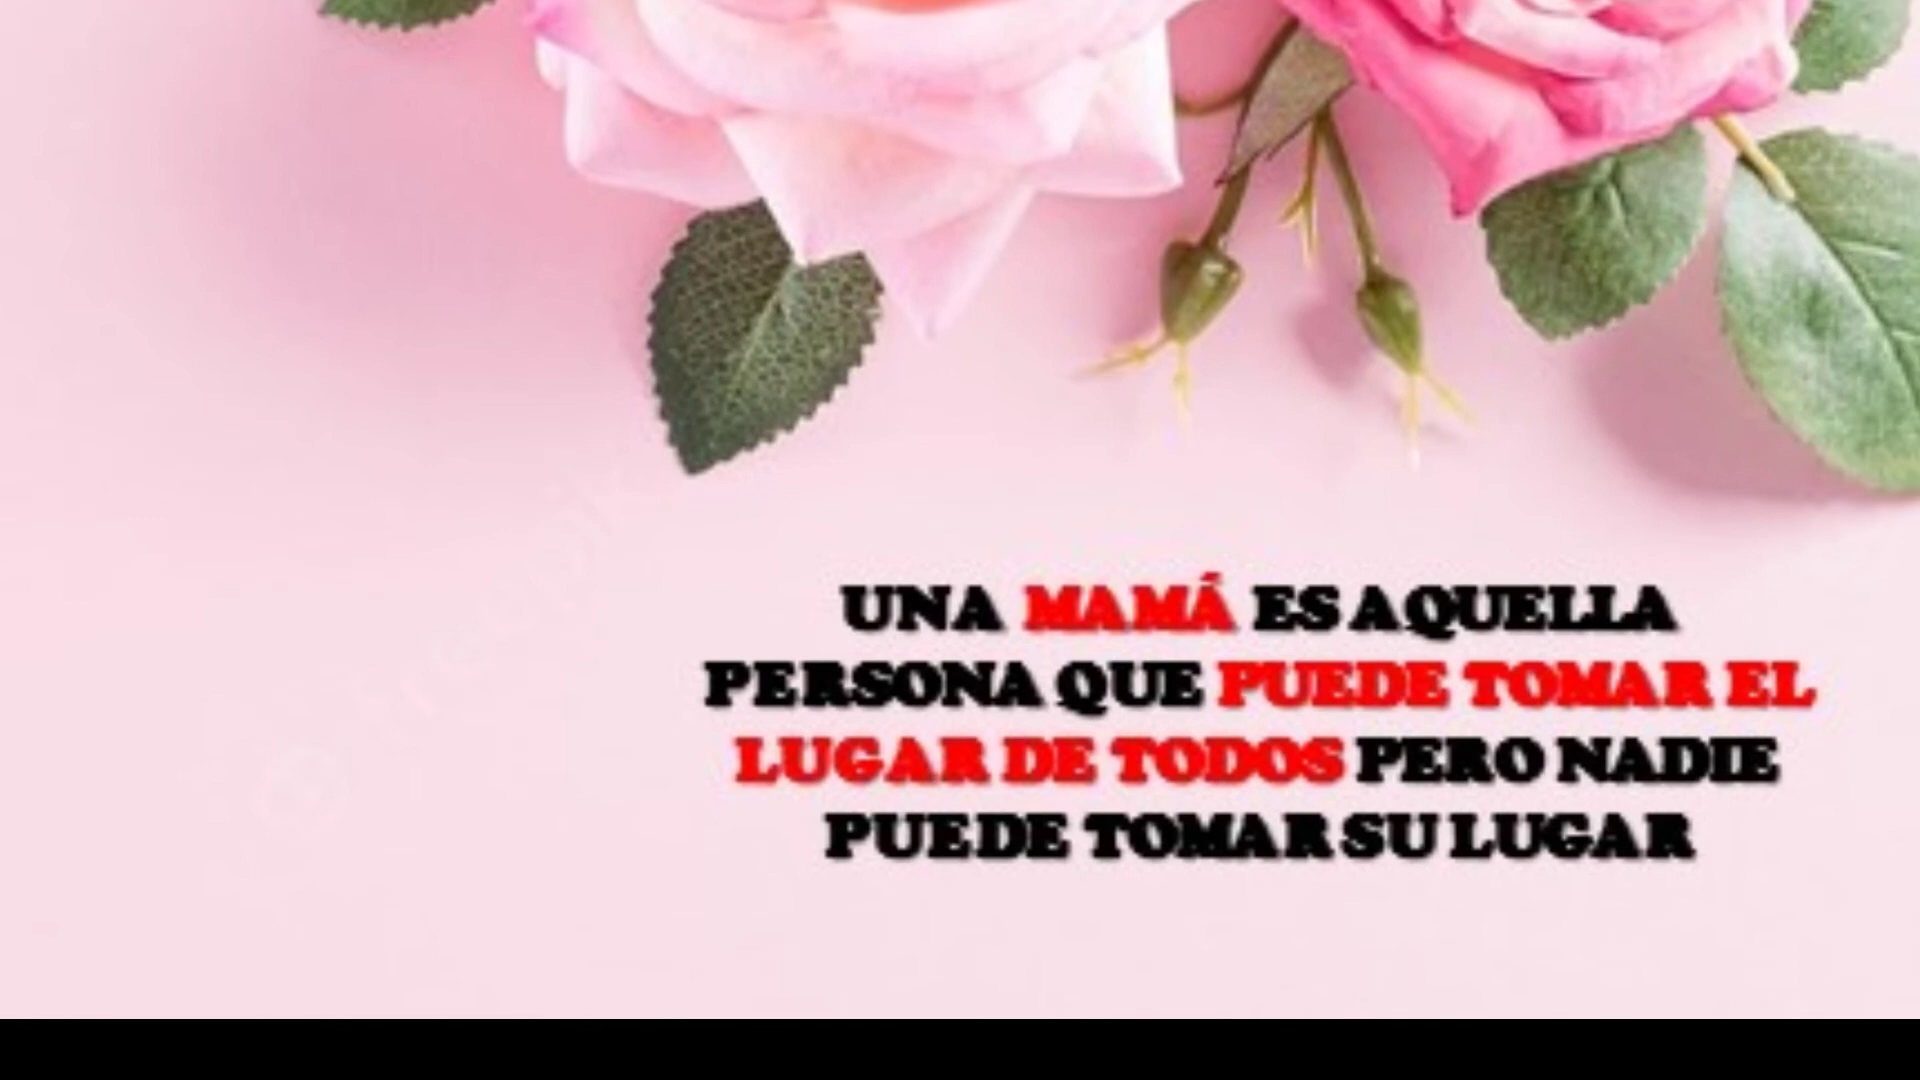 UNA MAMÁ ES AQUELLA
PERSONA QUE PUEDE TOMAR EL
LUGAR DE TODOS PERO NADIE
PUEDE TOMAR SU LUGAR